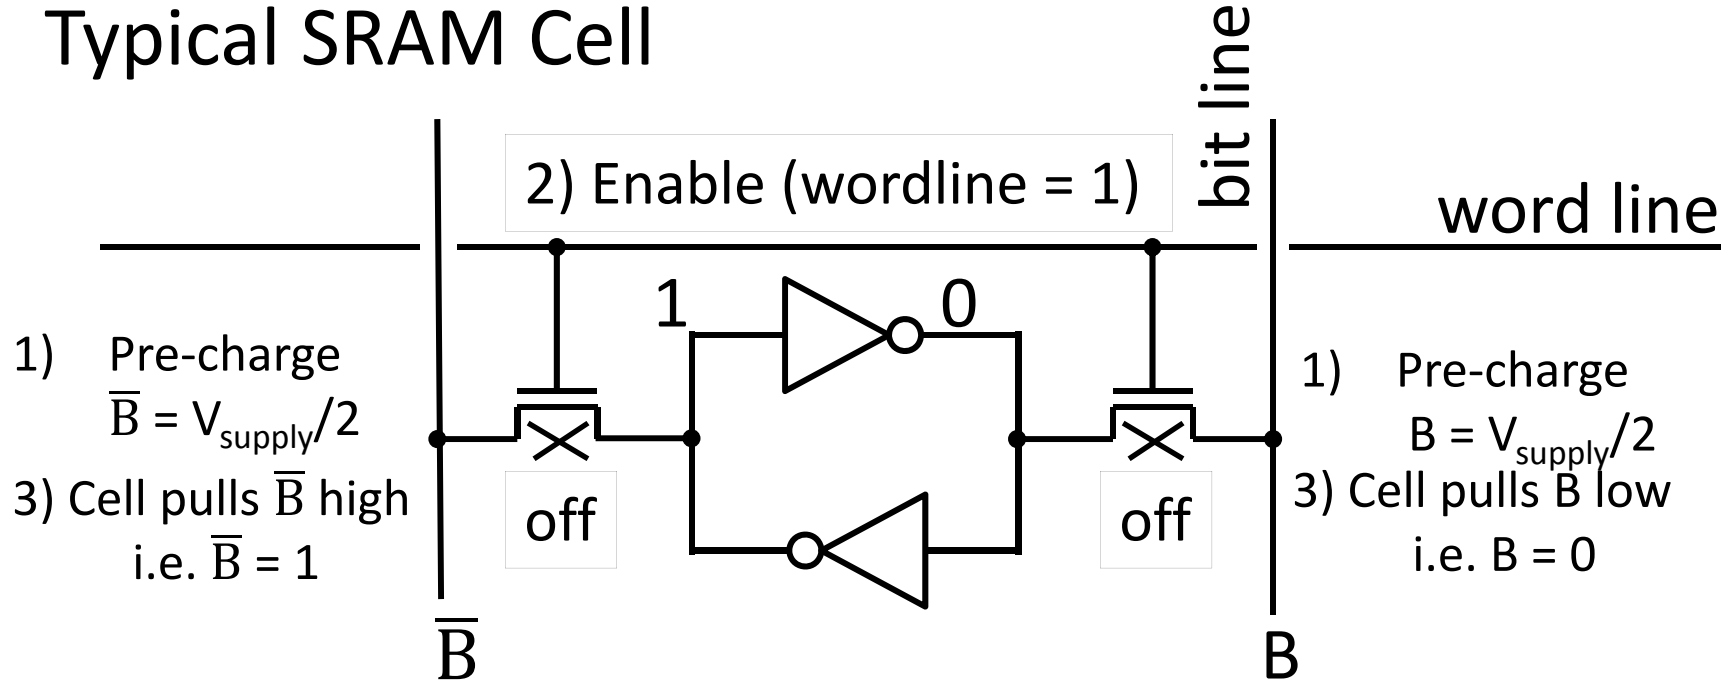 Typical SRAM Cell
bit line
2) Enable (wordline = 1)
word line
1 0
1) Pre-charge
B̅ = Vsupply/2
3) Cell pulls B̅ high
i.e. B̅ = 1
off
off
1) Pre-charge
B = Vsupply/2
3) Cell pulls B low
i.e. B = 0
B̅
B